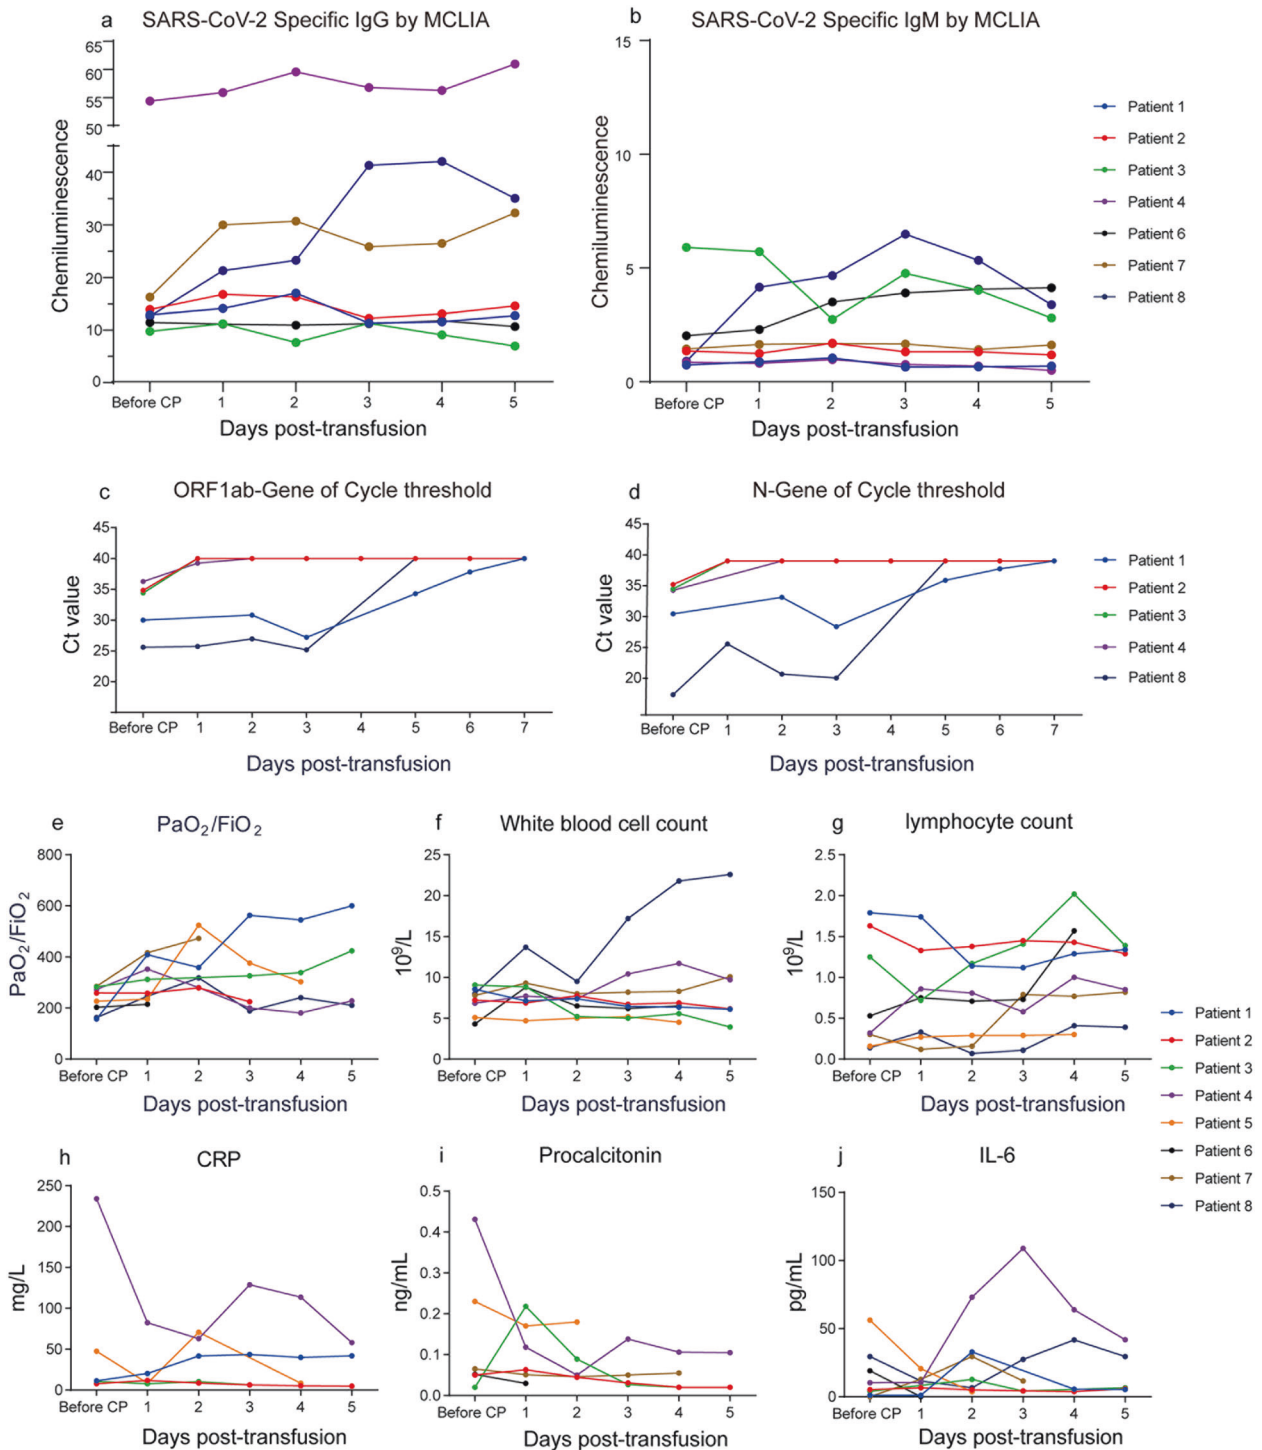 a SARS-CoV-2 Specific IgG by MCLIA
Chemiluminescence
65
60
55
50
40
30
20
10
0
Before CP 1 2 3 4 5
Days post-transfusion
b SARS-CoV-2 Specific IgM by MCLIA
Chemiluminescence
15
10
5
0
Before CP 1 2 3 4 5
Days post-transfusion
Patient 1
Patient 2
Patient 3
Patient 4
Patient 6
Patient 7
Patient 8
c ORF1ab-Gene of Cycle threshold
Ct value
45
40
35
30
25
20
Before CP 1 2 3 4 5 6 7
Days post-transfusion
d N-Gene of Cycle threshold
Ct value
45
40
35
30
25
20
Before CP 1 2 3 4 5 6 7
Days post-transfusion
Patient 1
Patient 2
Patient 3
Patient 4
Patient 8
e PaO₂/FiO₂
PaO₂/FiO₂
800
600
400
200
0
Before CP 1 2 3 4 5
Days post-transfusion
f White blood cell count
10⁹/L
25
20
15
10
5
0
Before CP 1 2 3 4 5
Days post-transfusion
g lymphocyte count
10⁹/L
2.5
2.0
1.5
1.0
0.5
0.0
Before CP 1 2 3 4 5
Days post-transfusion
Patient 1
Patient 2
Patient 3
Patient 4
Patient 5
Patient 6
Patient 7
Patient 8
h CRP
mg/L
250
200
150
100
50
0
Before CP 1 2 3 4 5
Days post-transfusion
i Procalcitonin
ng/mL
0.5
0.4
0.3
0.2
0.1
0.0
Before CP 1 2 3 4 5
Days post-transfusion
j IL-6
pg/mL
150
100
50
0
Before CP 1 2 3 4 5
Days post-transfusion